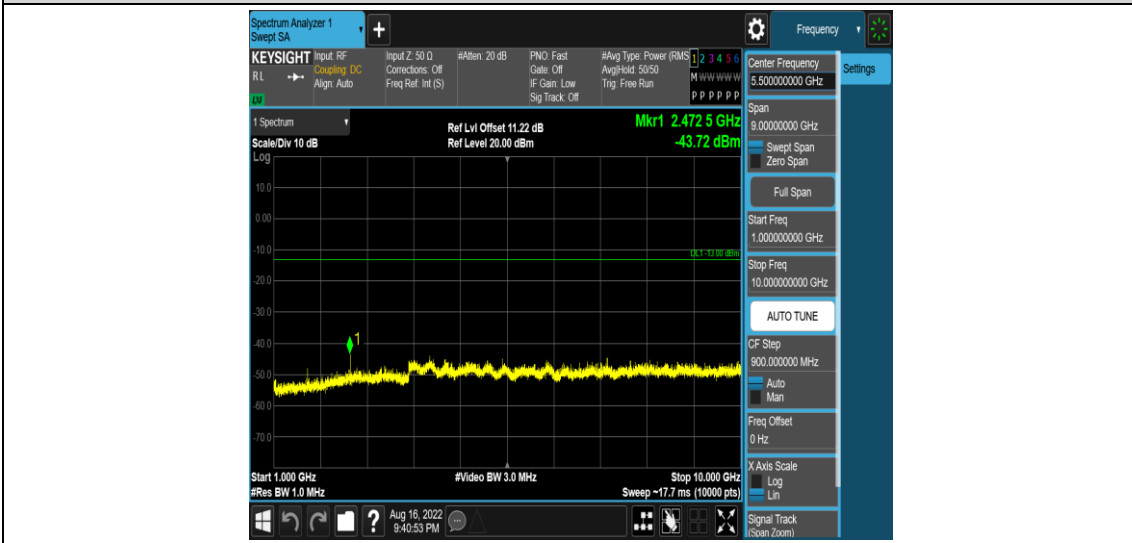 Spectrum Analyzer 1
Swept SA
+
Frequency
KEYSIGHT
RL
LXI
Input: RF
Coupling: DC
Align: Auto
Input Z: 50 Ω
Corrections: Off
Freq Ref: Int (S)
#Atten: 20 dB
PNO: Fast
Gate: Off
IF Gain: Low
Sig Track: Off
#Avg Type: Power (RMS
Avg|Hold: 50/50
Trig: Free Run
1 2 3 4 5 6
M W W W W W
P P P P P P
1 Spectrum
Scale/Div 10 dB
Log
Ref Lvl Offset 11.22 dB
Ref Level 20.00 dBm
Mkr1 2.472 5 GHz
-43.72 dBm
10.0
0.00
-10.0
DL1 -13.00 dBm
-20.0
-30.0
-40.0
1
-50.0
-60.0
-70.0
Start 1.000 GHz
#Res BW 1.0 MHz
#Video BW 3.0 MHz
Stop 10.000 GHz
Sweep ~17.7 ms (10000 pts)
?
Aug 16, 2022
9:40:53 PM
Center Frequency
5.500000000 GHz
Settings
Span
9.00000000 GHz
Swept Span
Zero Span
Full Span
Start Freq
1.000000000 GHz
Stop Freq
10.000000000 GHz
AUTO TUNE
CF Step
900.000000 MHz
Auto
Man
Freq Offset
0 Hz
X Axis Scale
Log
Lin
Signal Track
(Span Zoom)